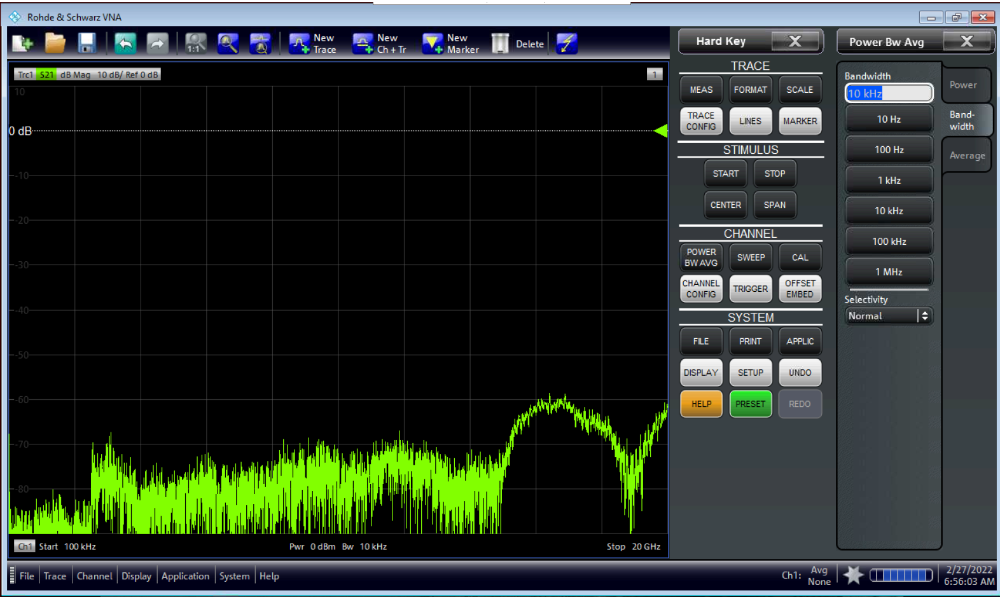 Rohde & Schwarz VNA
1:1
New Trace
New Ch + Tr
New Marker
Delete
Trc1 S21 dB Mag 10 dB/ Ref 0 dB
1
10
0 dB
-10
-20
-30
-40
-50
-60
-70
-80
Ch1 Start 100 kHz
Pwr 0 dBm Bw 10 kHz
Stop 20 GHz
Hard Key X
TRACE
MEAS
FORMAT
SCALE
TRACE CONFIG
LINES
MARKER
STIMULUS
START
STOP
CENTER
SPAN
CHANNEL
POWER BW AVG
SWEEP
CAL
CHANNEL CONFIG
TRIGGER
OFFSET EMBED
SYSTEM
FILE
PRINT
APPLIC
DISPLAY
SETUP
UNDO
HELP
PRESET
REDO
Power Bw Avg X
Bandwidth
10 kHz
10 Hz
100 Hz
1 kHz
10 kHz
100 kHz
1 MHz
Selectivity
Normal
Power
Band-
width
Average
File Trace Channel Display Application System Help
Ch1: Avg None
2/27/2022
6:56:03 AM